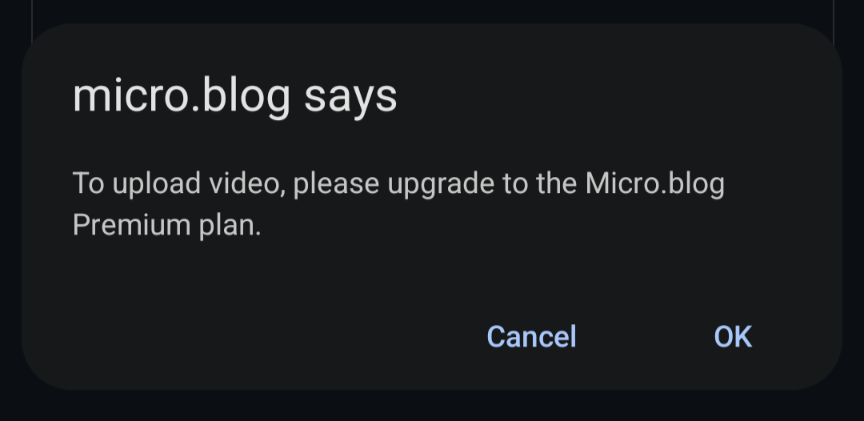 micro.blog says
To upload video, please upgrade to the Micro.blog
Premium plan.
Cancel OK